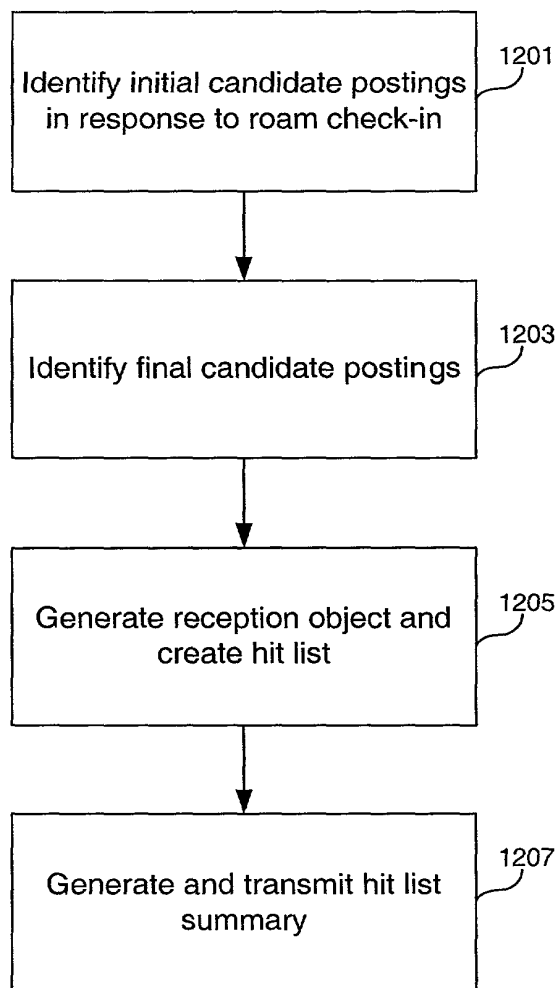 1201
Identify initial candidate postings
in response to roam check-in
1203
Identify final candidate postings
1205
Generate reception object and
create hit list
1207
Generate and transmit hit list
summary